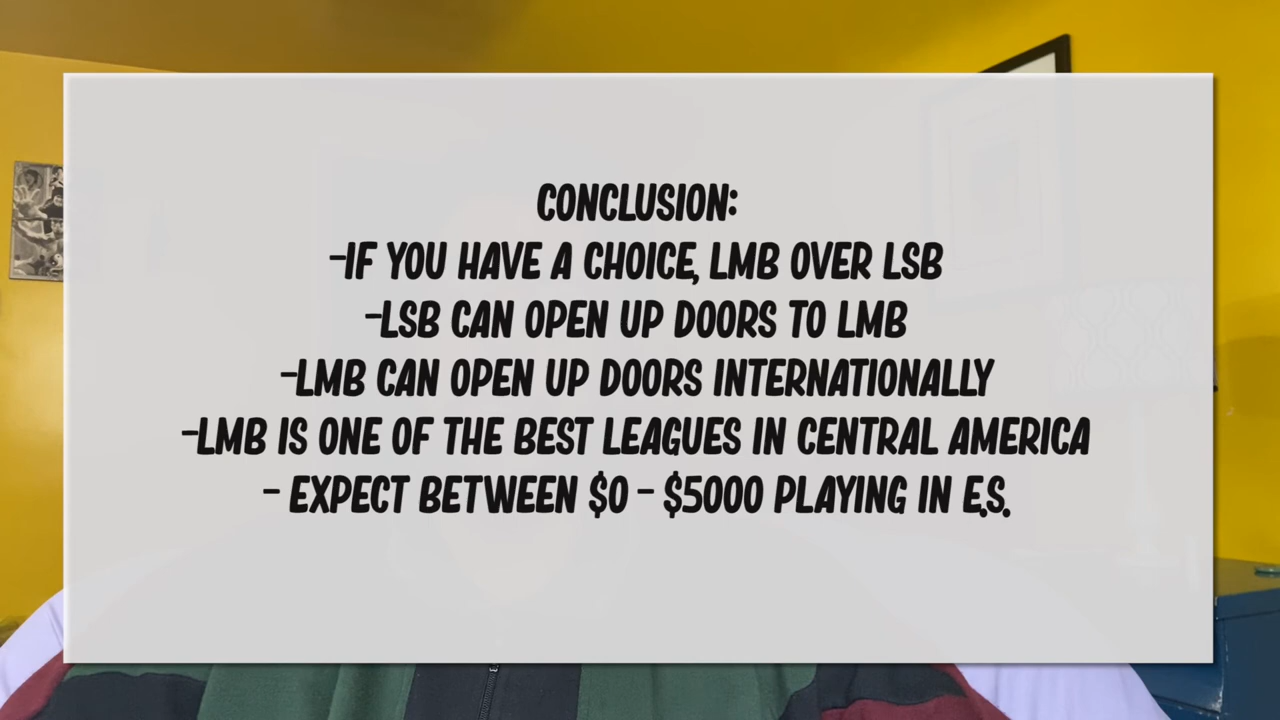 CONCLUSION:
-IF YOU HAVE A CHOICE, LMB OVER LSB
-LSB CAN OPEN UP DOORS TO LMB
-LMB CAN OPEN UP DOORS INTERNATIONALLY
-LMB IS ONE OF THE BEST LEAGUES IN CENTRAL AMERICA
- EXPECT BETWEEN $0 - $5000 PLAYING IN E.S.